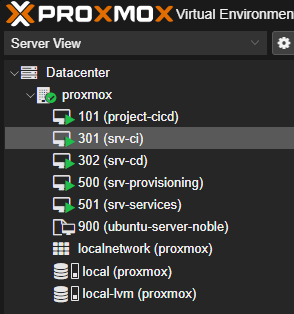 PROXMOX Virtual Environmen
Server View
Datacenter
proxmox
101 (project-cicd)
301 (srv-ci)
302 (srv-cd)
500 (srv-provisioning)
501 (srv-services)
900 (ubuntu-server-noble)
localnetwork (proxmox)
local (proxmox)
local-lvm (proxmox)